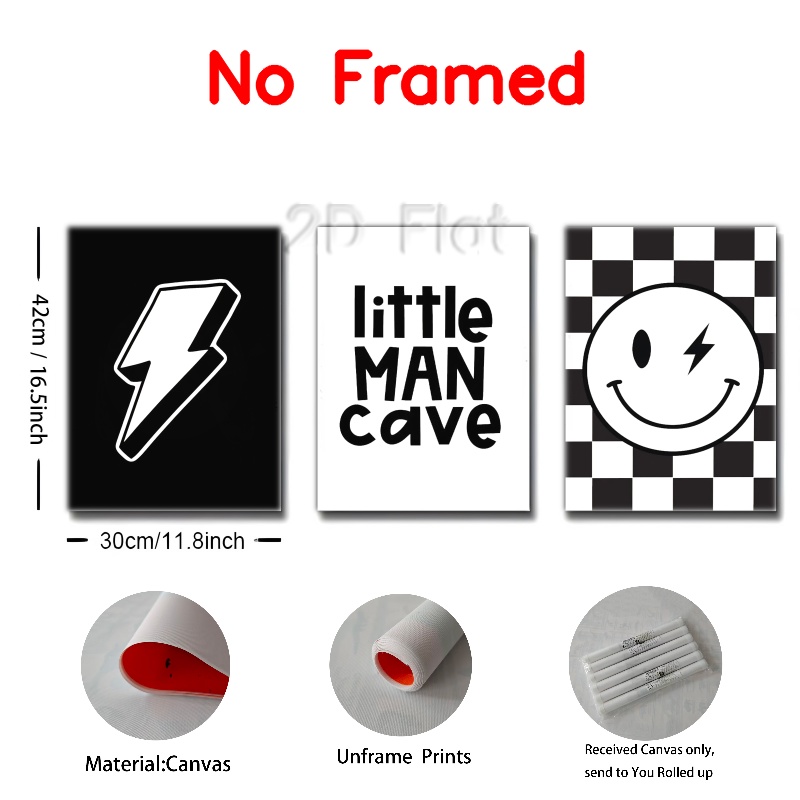 No Framed
2D Flat
42cm / 16.5inch
little
MAN
cave
30cm/11.8inch
Material:Canvas
Unframe Prints
Received Canvas only,
send to You Rolled up